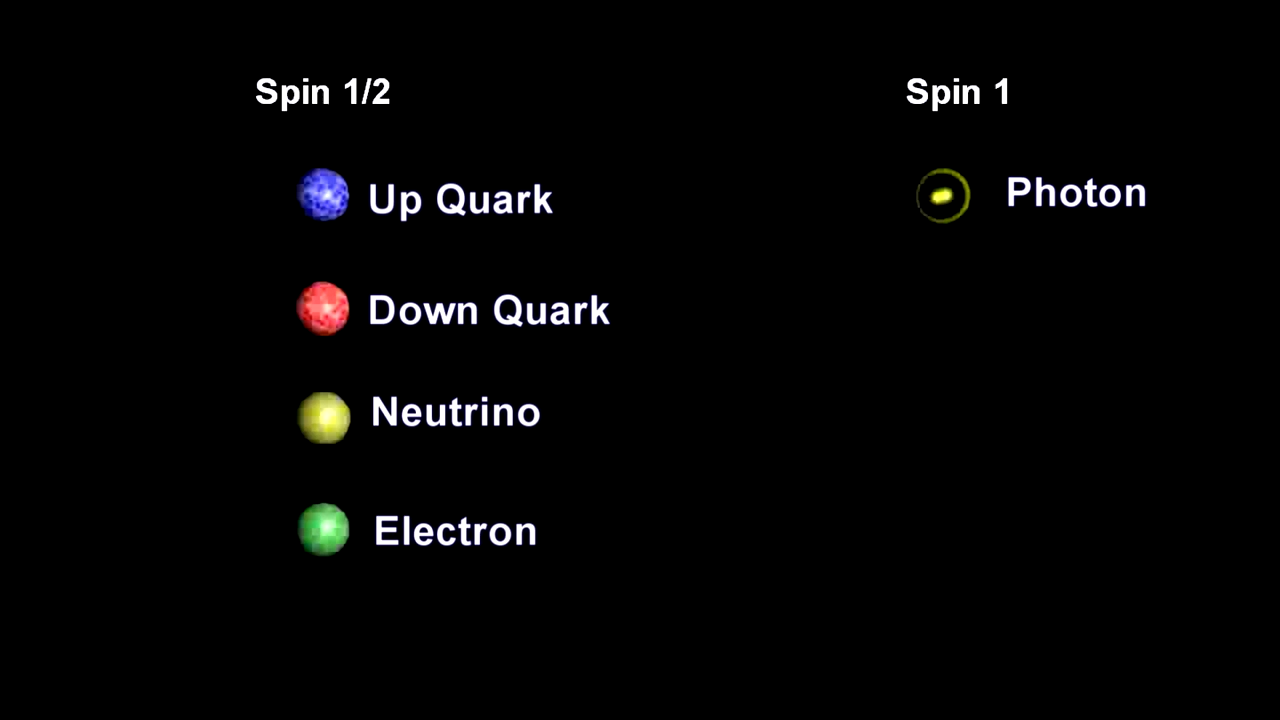 Spin 1/2
Spin 1
Up Quark
Photon
Down Quark
Neutrino
Electron